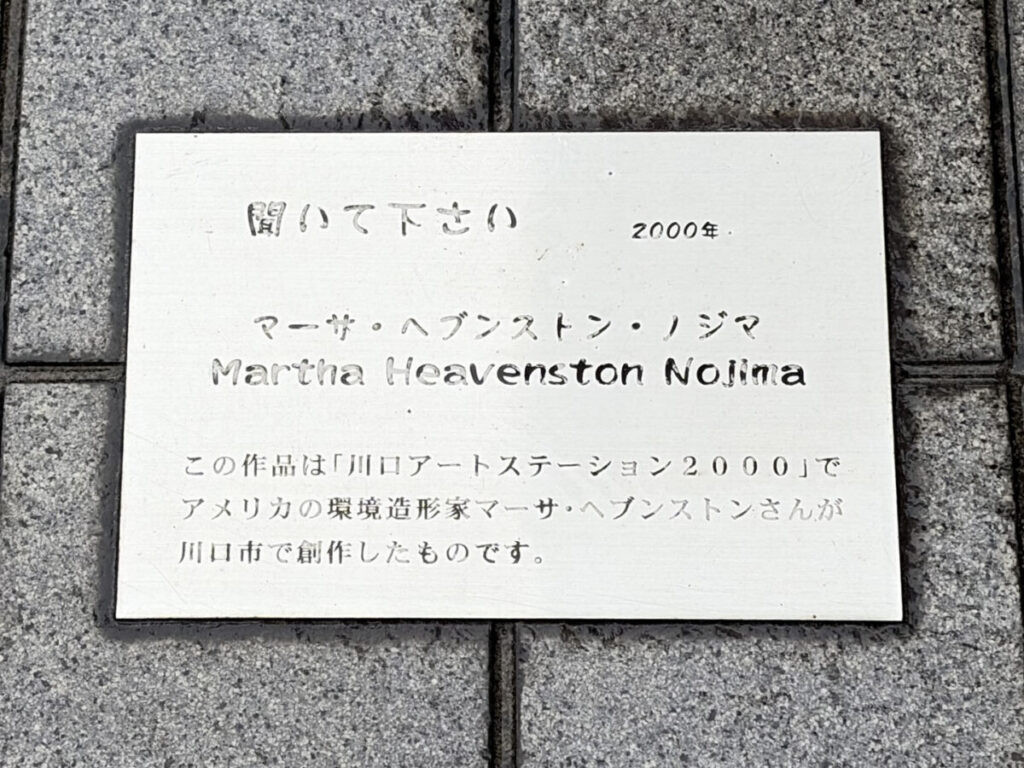 聞いて下さい 2000年
マーサ・ヘブンストン・ノジマ
Martha Heavenston Nojima
この作品は「川口アートステーション2000」で
アメリカの環境造形家マーサ・ヘブンストンさんが
川口市で創作したものです。